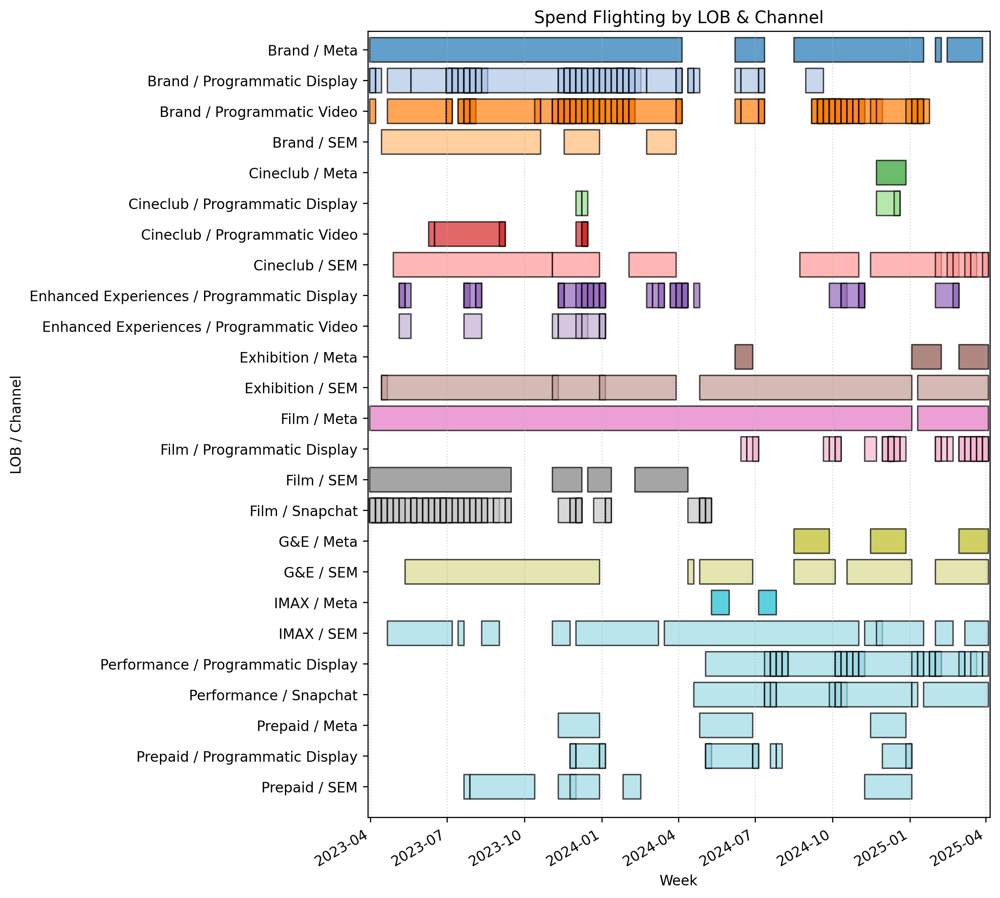 Spend Flighting by LOB & Channel
Brand / Meta
Brand / Programmatic Display
Brand / Programmatic Video
Brand / SEM
Cineclub / Meta
Cineclub / Programmatic Display
Cineclub / Programmatic Video
Cineclub / SEM
Enhanced Experiences / Programmatic Display
Enhanced Experiences / Programmatic Video
Exhibition / Meta
Exhibition / SEM
Film / Meta
Film / Programmatic Display
Film / SEM
Film / Snapchat
G&E / Meta
G&E / SEM
IMAX / Meta
IMAX / SEM
Performance / Programmatic Display
Performance / Snapchat
Prepaid / Meta
Prepaid / Programmatic Display
Prepaid / SEM
LOB / Channel
2023-04
2023-07
2023-10
2024-01
2024-04
2024-07
2024-10
2025-01
2025-04
Week